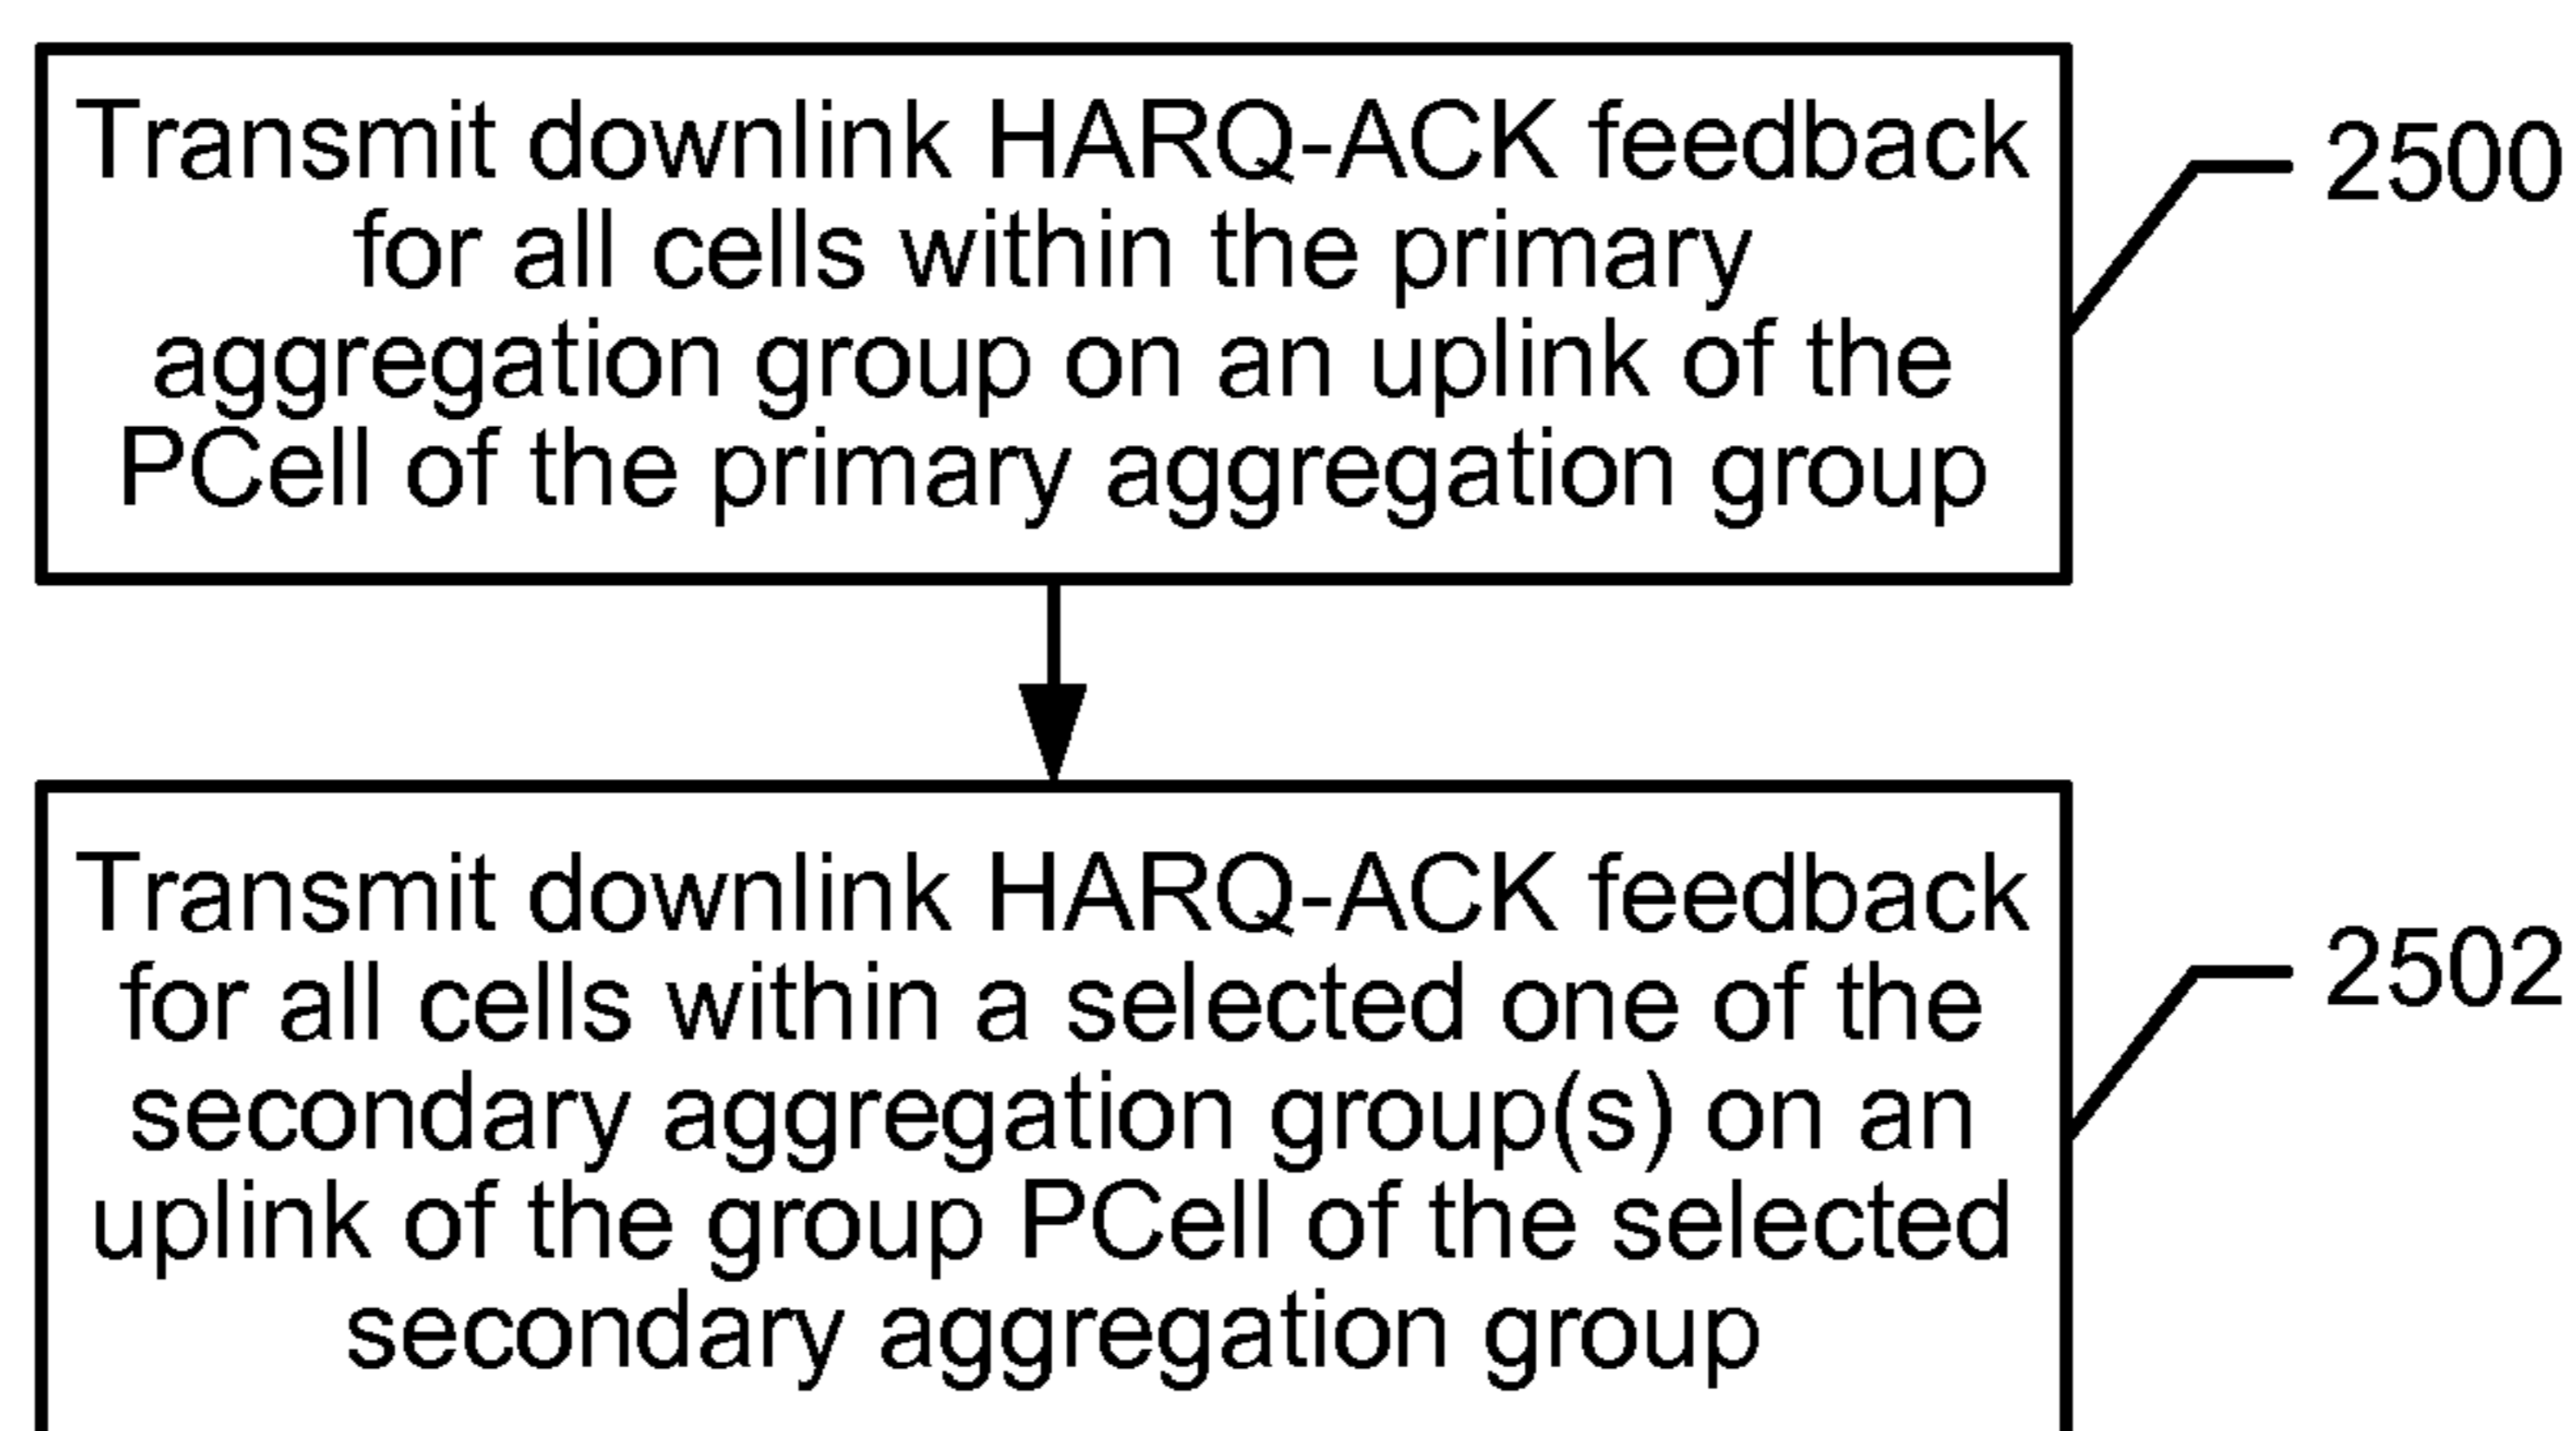 Transmit downlink HARQ-ACK feedback
for all cells within the primary
aggregation group on an uplink of the
PCell of the primary aggregation group
2500
Transmit downlink HARQ-ACK feedback
for all cells within a selected one of the
secondary aggregation group(s) on an
uplink of the group PCell of the selected
secondary aggregation group
2502